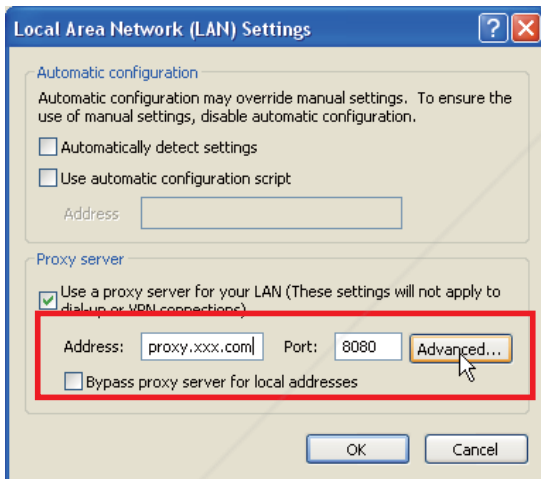 Local Area Network (LAN) Settings
Automatic configuration
Automatic configuration may override manual settings. To ensure the
use of manual settings, disable automatic configuration.
Automatically detect settings
Use automatic configuration script
Address
Proxy server
Use a proxy server for your LAN (These settings will not apply to
dial-up or VPN connections)
Address: proxy.xxx.com Port: 8080 Advanced...
Bypass proxy server for local addresses
OK Cancel